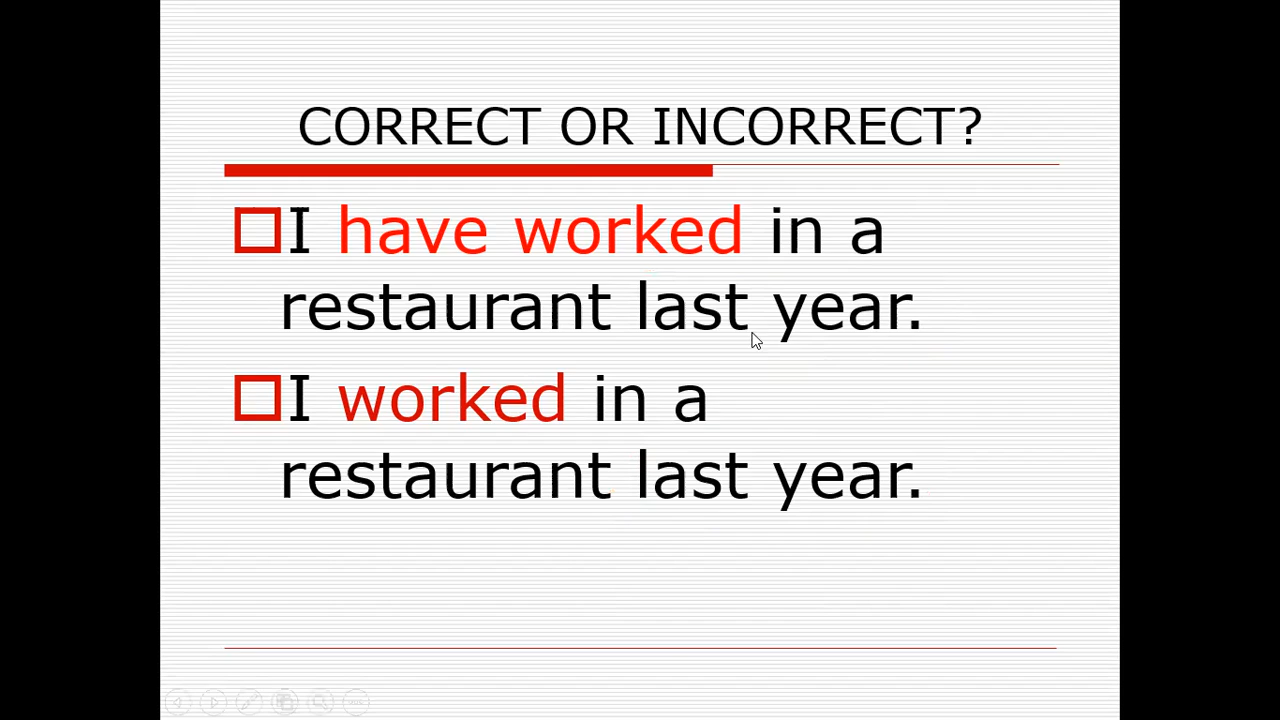 CORRECT OR INCORRECT?
I have worked in a
restaurant last year.
I worked in a
restaurant last year.